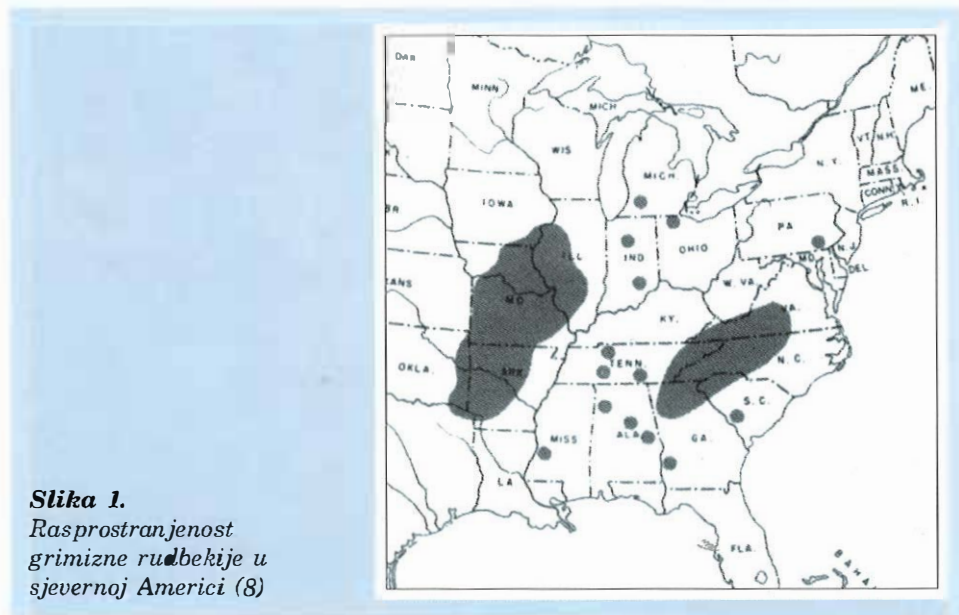 MINN
MICH
ME.
WIS
VT.
N.H.
N.Y.
MICH.
MASS
CONN.
R.I.
IOWA
PA
N.J.
ILL.
IND
OHIO
MD.
DEL
W. VA.
MO.
VA.
KY.
OKLA.
ARK.
TENN.
N. C.
S. C.
MISS
ALA.
GA.
LA
FLA.
BAHA
Slika 1.
Rasprostranjenost
grimizne rudbekije u
sjevernoj Americi (8)